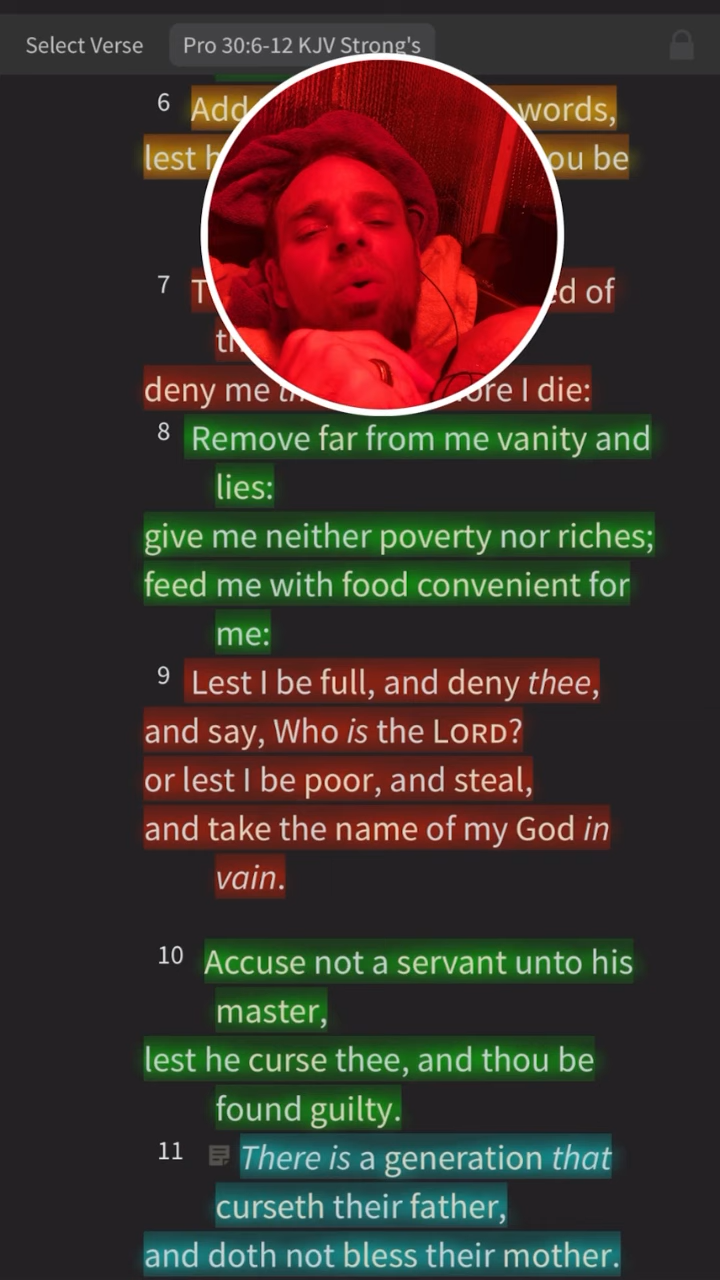 Select Verse Pro 30:6-12 KJV Strong's
6 Add words,
lest ou be
7 T ed of
th
deny me ore I die:
8 Remove far from me vanity and
lies:
give me neither poverty nor riches;
feed me with food convenient for
me:
9 Lest I be full, and deny thee,
and say, Who is the LORD?
or lest I be poor, and steal,
and take the name of my God in
vain.
10 Accuse not a servant unto his
master,
lest he curse thee, and thou be
found guilty.
11 There is a generation that
curseth their father,
and doth not bless their mother.